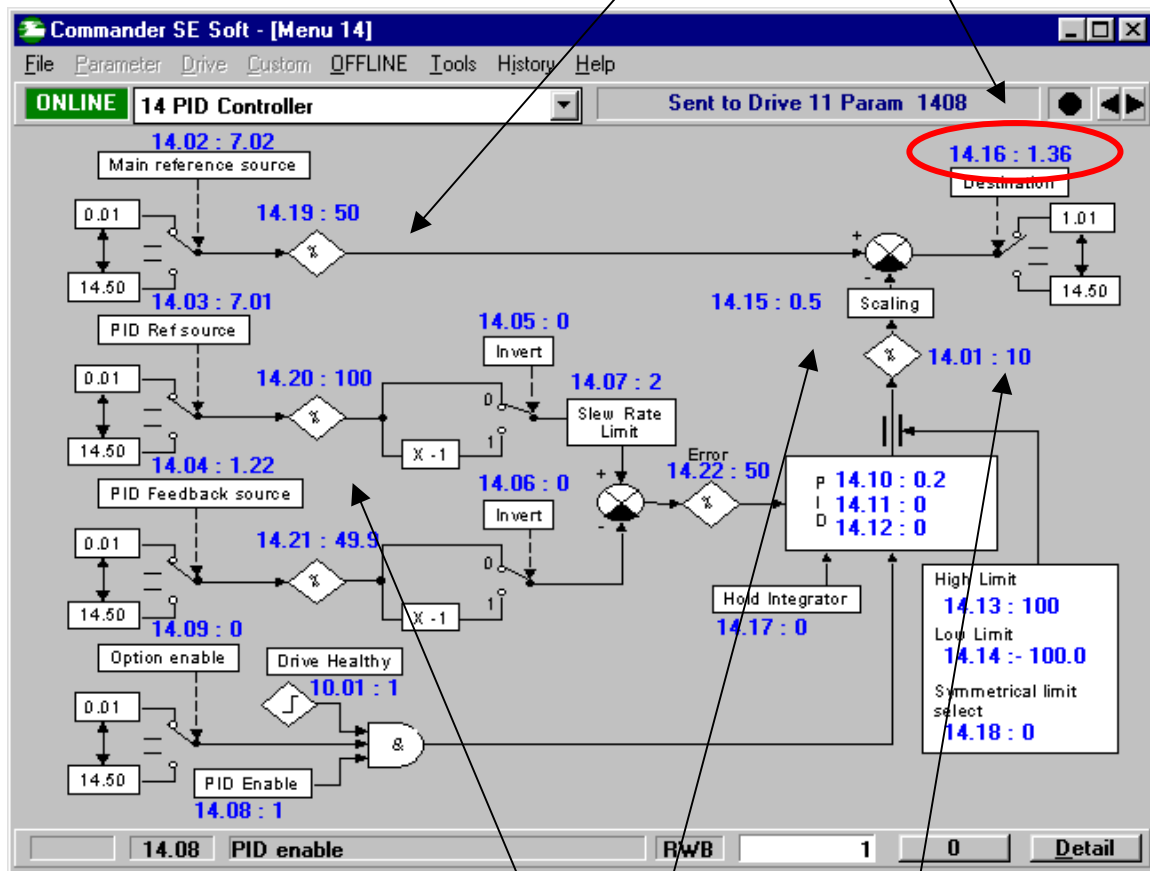 Commander SE Soft - [Menu 14]
File Parameter Drive Custom OFFLINE Tools History Help
ONLINE 14 PID Controller Sent to Drive 11 Param 1408
14.02 : 7.02
Main reference source
14.16 : 1.36
Destination
0.01
14.19 : 50
%
14.50
+
-
1.01
14.50
14.03 : 7.01
PID Ref source
14.05 : 0
Invert
14.15 : 0.5
Scaling
%
14.01 : 10
0.01
14.20 : 100
%
14.50
X -1
0
1
14.07 : 2
Slew Rate
Limit
14.04 : 1.22
PID Feedback source
14.06 : 0
Invert
+
-
Error
14.22 : 50
%
P 14.10 : 0.2
I 14.11 : 0
D 14.12 : 0
0.01
14.21 : 49.9
%
14.50
X -1
0
1
Hold Integrator
14.17 : 0
High Limit
14.13 : 100
Low Limit
14.14 :- 100.0
Symmetrical limit
select
14.18 : 0
14.09 : 0
Option enable
Drive Healthy
10.01 : 1
0.01
14.50
&
PID Enable
14.08 : 1
14.08 PID enable RWB 1 0 Detail